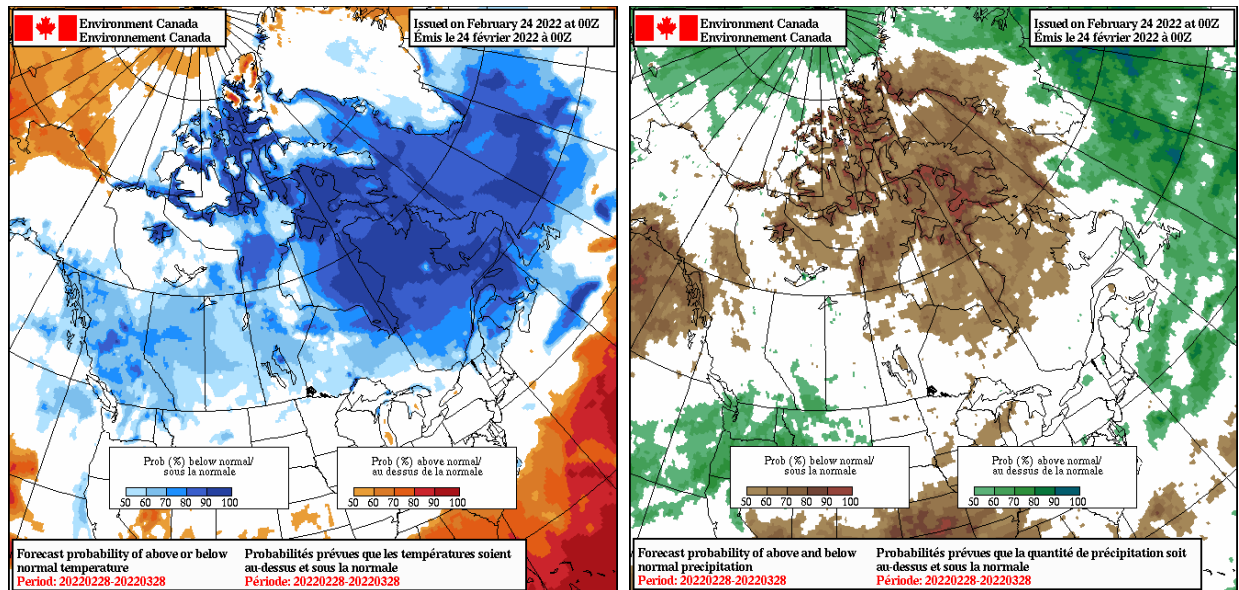 Environment Canada
Environnement Canada
Issued on February 24 2022 at 00Z
Émis le 24 février 2022 à 00Z
Prob (%) below normal/
sous la normale
50 60 70 80 90 100
Prob (%) above normal/
au dessus de la normale
50 60 70 80 90 100
Forecast probability of above or below
normal temperature
Period: 20220228-20220328
Probabilités prévues que les températures soient
au-dessus et sous la normale
Période: 20220228-20220328
Environment Canada
Environnement Canada
Issued on February 24 2022 at 00Z
Émis le 24 février 2022 à 00Z
Prob (%) below normal/
sous la normale
50 60 70 80 90 100
Prob (%) above normal/
au dessus de la normale
50 60 70 80 90 100
Forecast probability of above and below
normal precipitation
Period: 20220228-20220328
Probabilités prévues que la quantité de précipitation soit
au-dessus et sous la normale
Période: 20220228-20220328